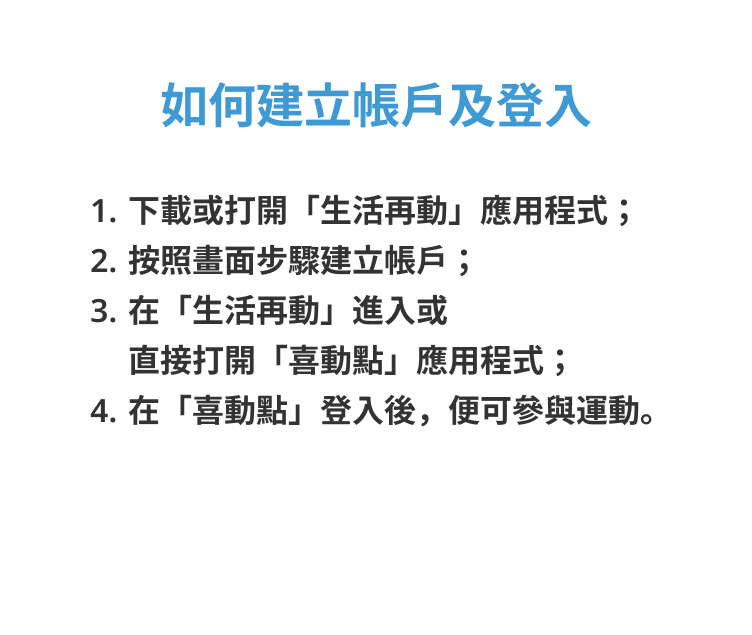 如何建立帳戶及登入
1. 下載或打開「生活再動」應用程式；
2. 按照畫面步驟建立帳戶；
3. 在「生活再動」進入或
直接打開「喜動點」應用程式；
4. 在「喜動點」登入後，便可參與運動。